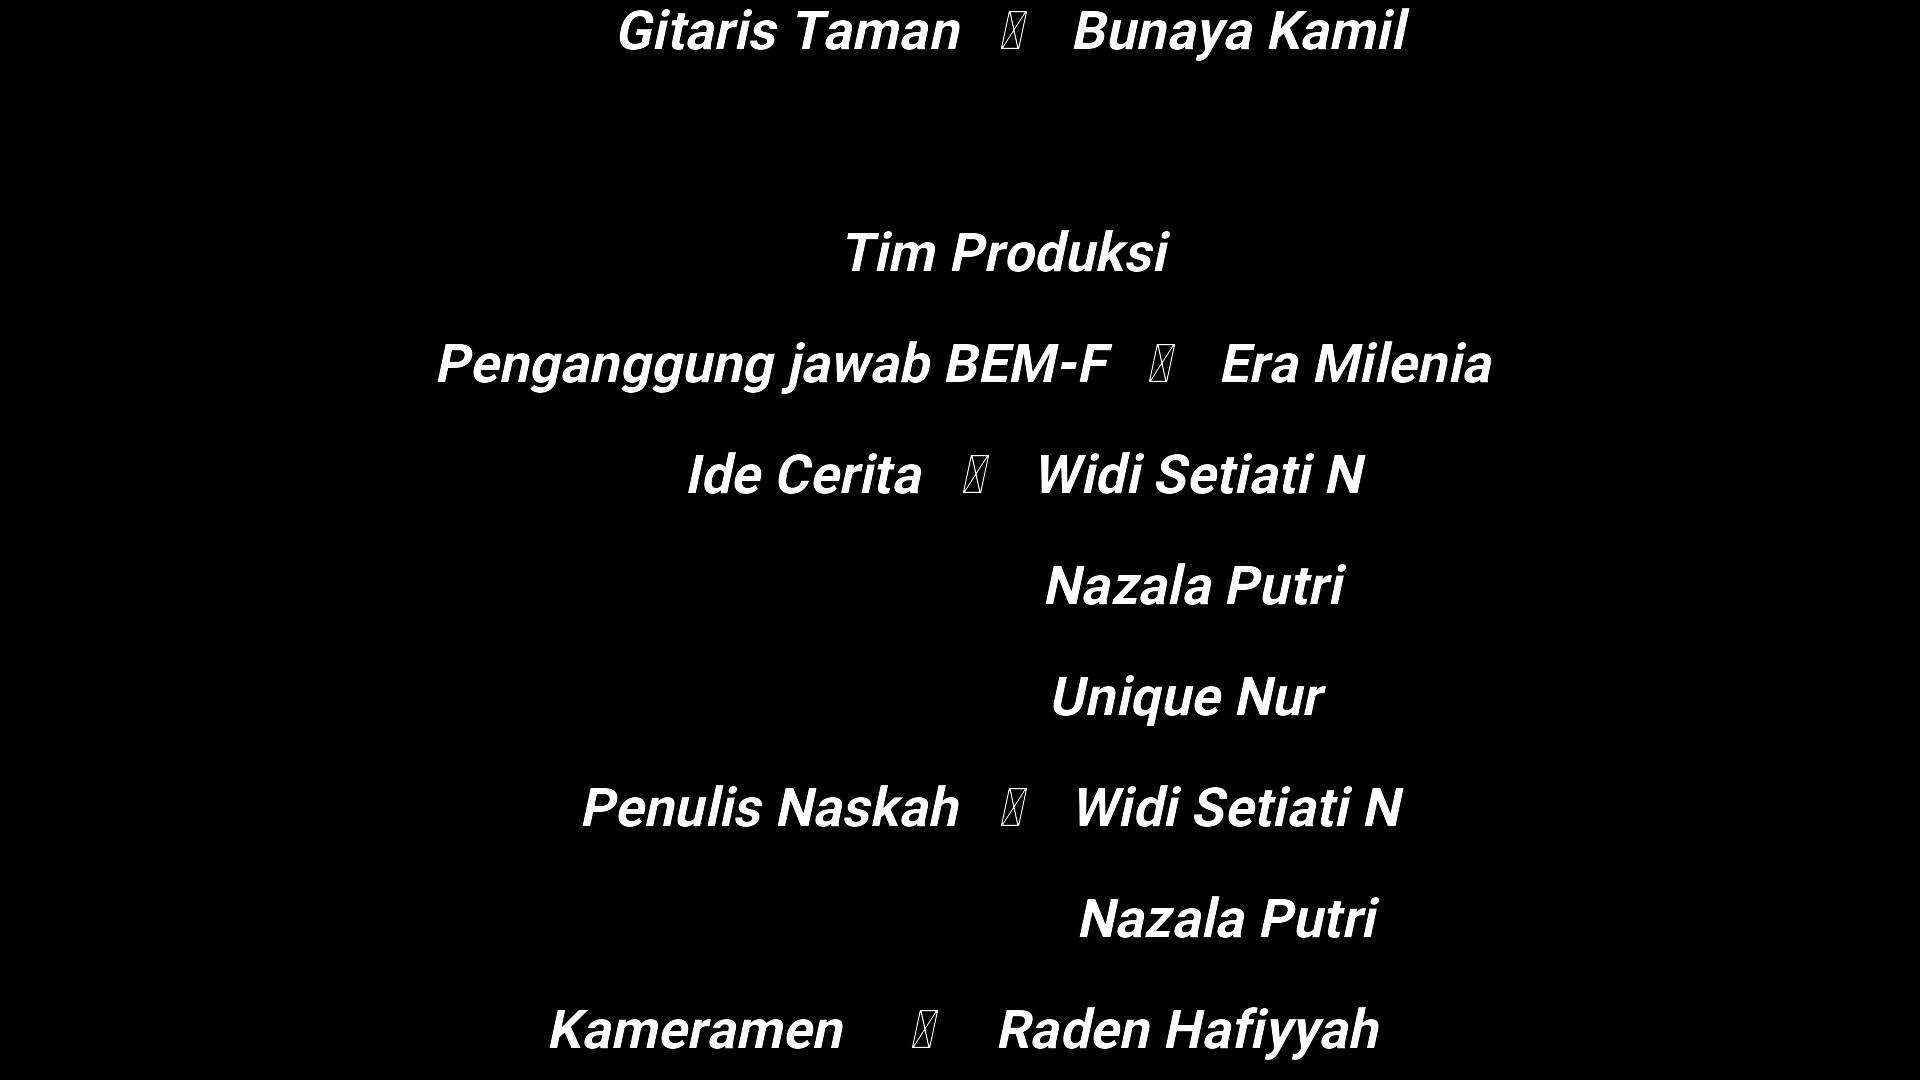 Gitaris Taman Bunaya Kamil
Tim Produksi
Penganggung jawab BEM-F Era Milenia
Ide Cerita Widi Setiati N
Nazala Putri
Unique Nur
Penulis Naskah Widi Setiati N
Nazala Putri
Kameramen Raden Hafiyyah